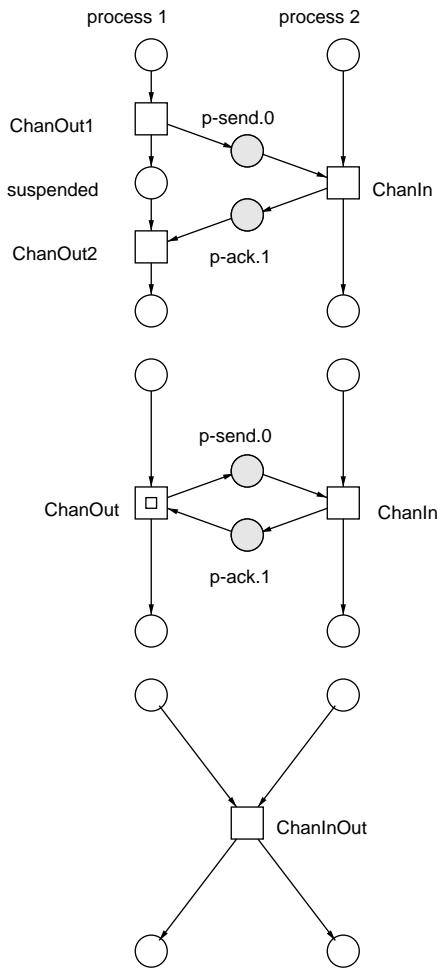 process 1
process 2
ChanOut1
p-send.0
suspended
ChanIn
ChanOut2
p-ack.1
p-send.0
ChanOut
ChanIn
p-ack.1
ChanInOut